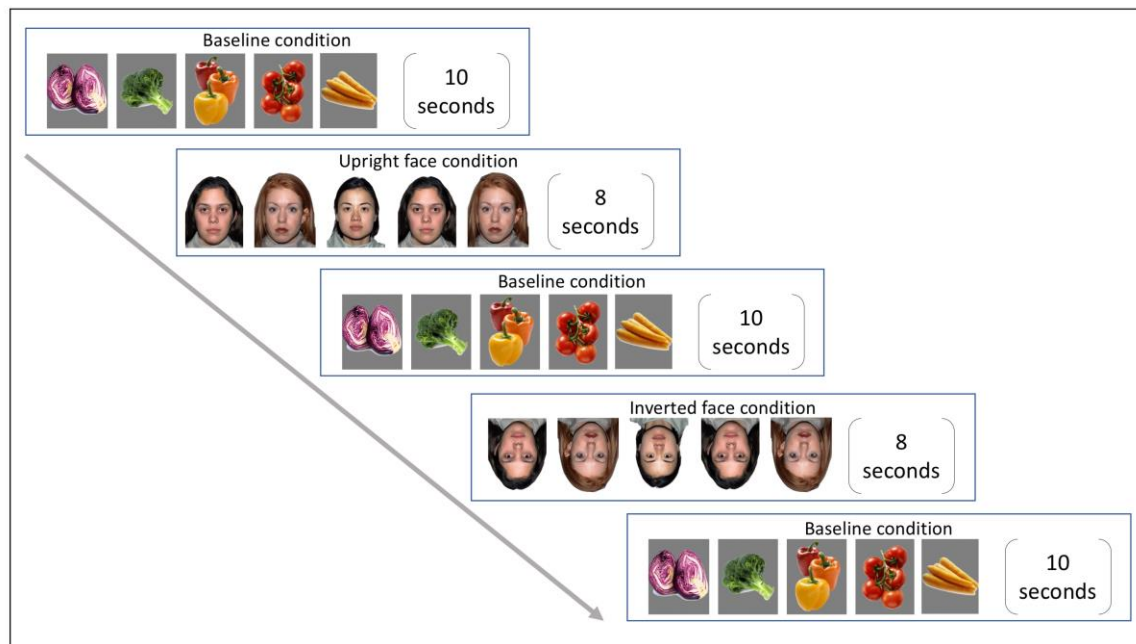 Baseline condition
10
seconds
Upright face condition
8
seconds
Baseline condition
10
seconds
Inverted face condition
8
seconds
Baseline condition
10
seconds